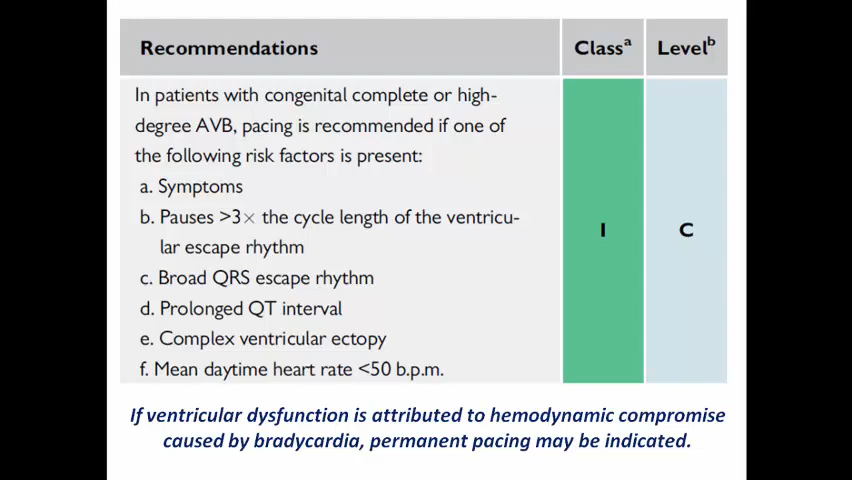 Recommendations Classᵃ Levelᵇ
In patients with congenital complete or high-
degree AVB, pacing is recommended if one of
the following risk factors is present:
a. Symptoms
b. Pauses >3× the cycle length of the ventricu-
lar escape rhythm
I C
c. Broad QRS escape rhythm
d. Prolonged QT interval
e. Complex ventricular ectopy
f. Mean daytime heart rate <50 b.p.m.
If ventricular dysfunction is attributed to hemodynamic compromise
caused by bradycardia, permanent pacing may be indicated.